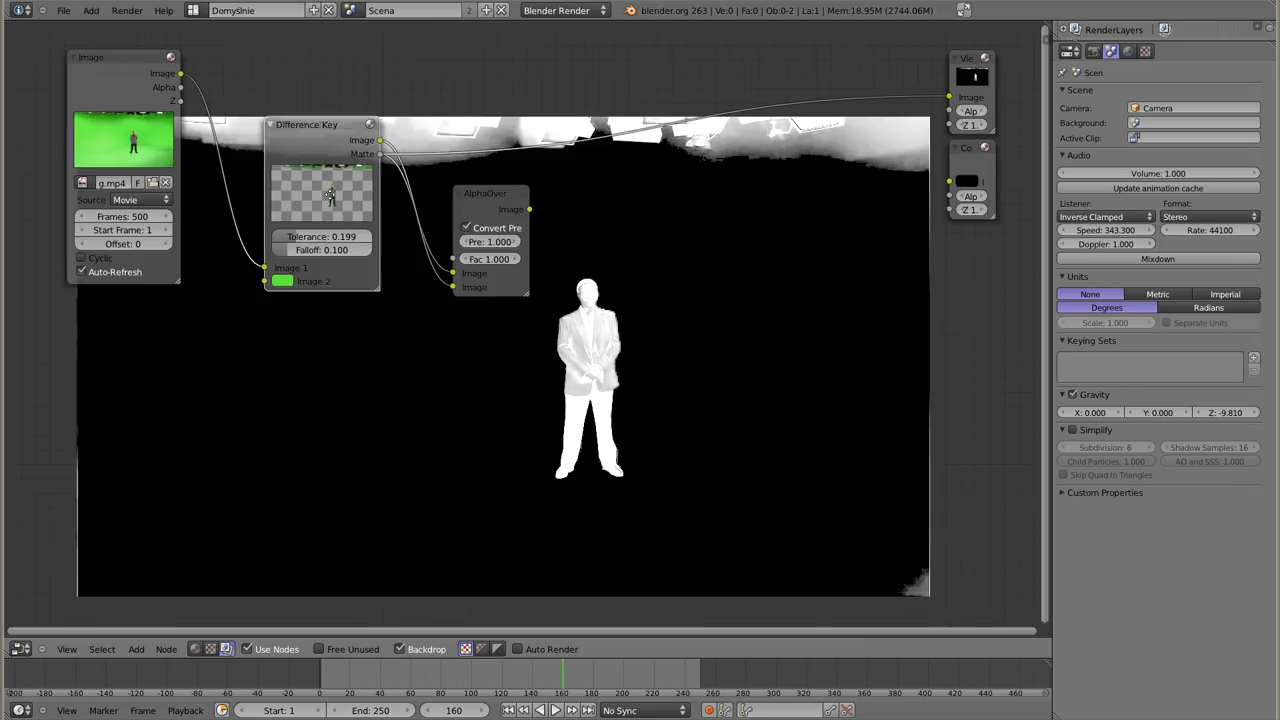 File Add Render Help Domyślnie Scena 2 Blender Render blender.org 263 | Ve:0 | Fa:0 | Ob:0-2 | La:1 | Mem:18.95M (2744.06M)
RenderLayers
Image
Image
Alpha
Z
g.mp4 F
Source Movie
Frames: 500
Start Frame: 1
Offset: 0
Cyclic
Auto-Refresh
Difference Key
Image
Matte
Tolerance: 0.199
Falloff: 0.100
Image 1
Image 2
AlphaOver
Image
Convert Pre
Pre: 1.000
Fac 1.000
Image
Image
Vie
Image
Alp
Z 1.
Co
Alp
Z 1.
Scen
Scene
Camera: Camera
Background:
Active Clip:
Audio
Volume: 1.000
Update animation cache
Listener: Format:
Inverse Clamped Stereo
Speed: 343.300 Rate: 44100
Doppler: 1.000
Mixdown
Units
None Metric Imperial
Degrees Radians
Scale: 1.000 Separate Units
Keying Sets
Gravity
X: 0.000 Y: 0.000 Z: -9.810
Simplify
Subdivision: 6 Shadow Samples: 16
Child Particles: 1.000 AO and SSS: 1.000
Skip Quad to Triangles
Custom Properties
View Select Add Node Use Nodes Free Unused Backdrop Auto Render
-200 -180 -160 -140 -120 -100 -80 -60 -40 -20 0 20 40 60 80 100 120 140 160 180 200 220 240 260 280 300 320 340 360 380 400 420 440 460
View Marker Frame Playback Start: 1 End: 250 160 No Sync